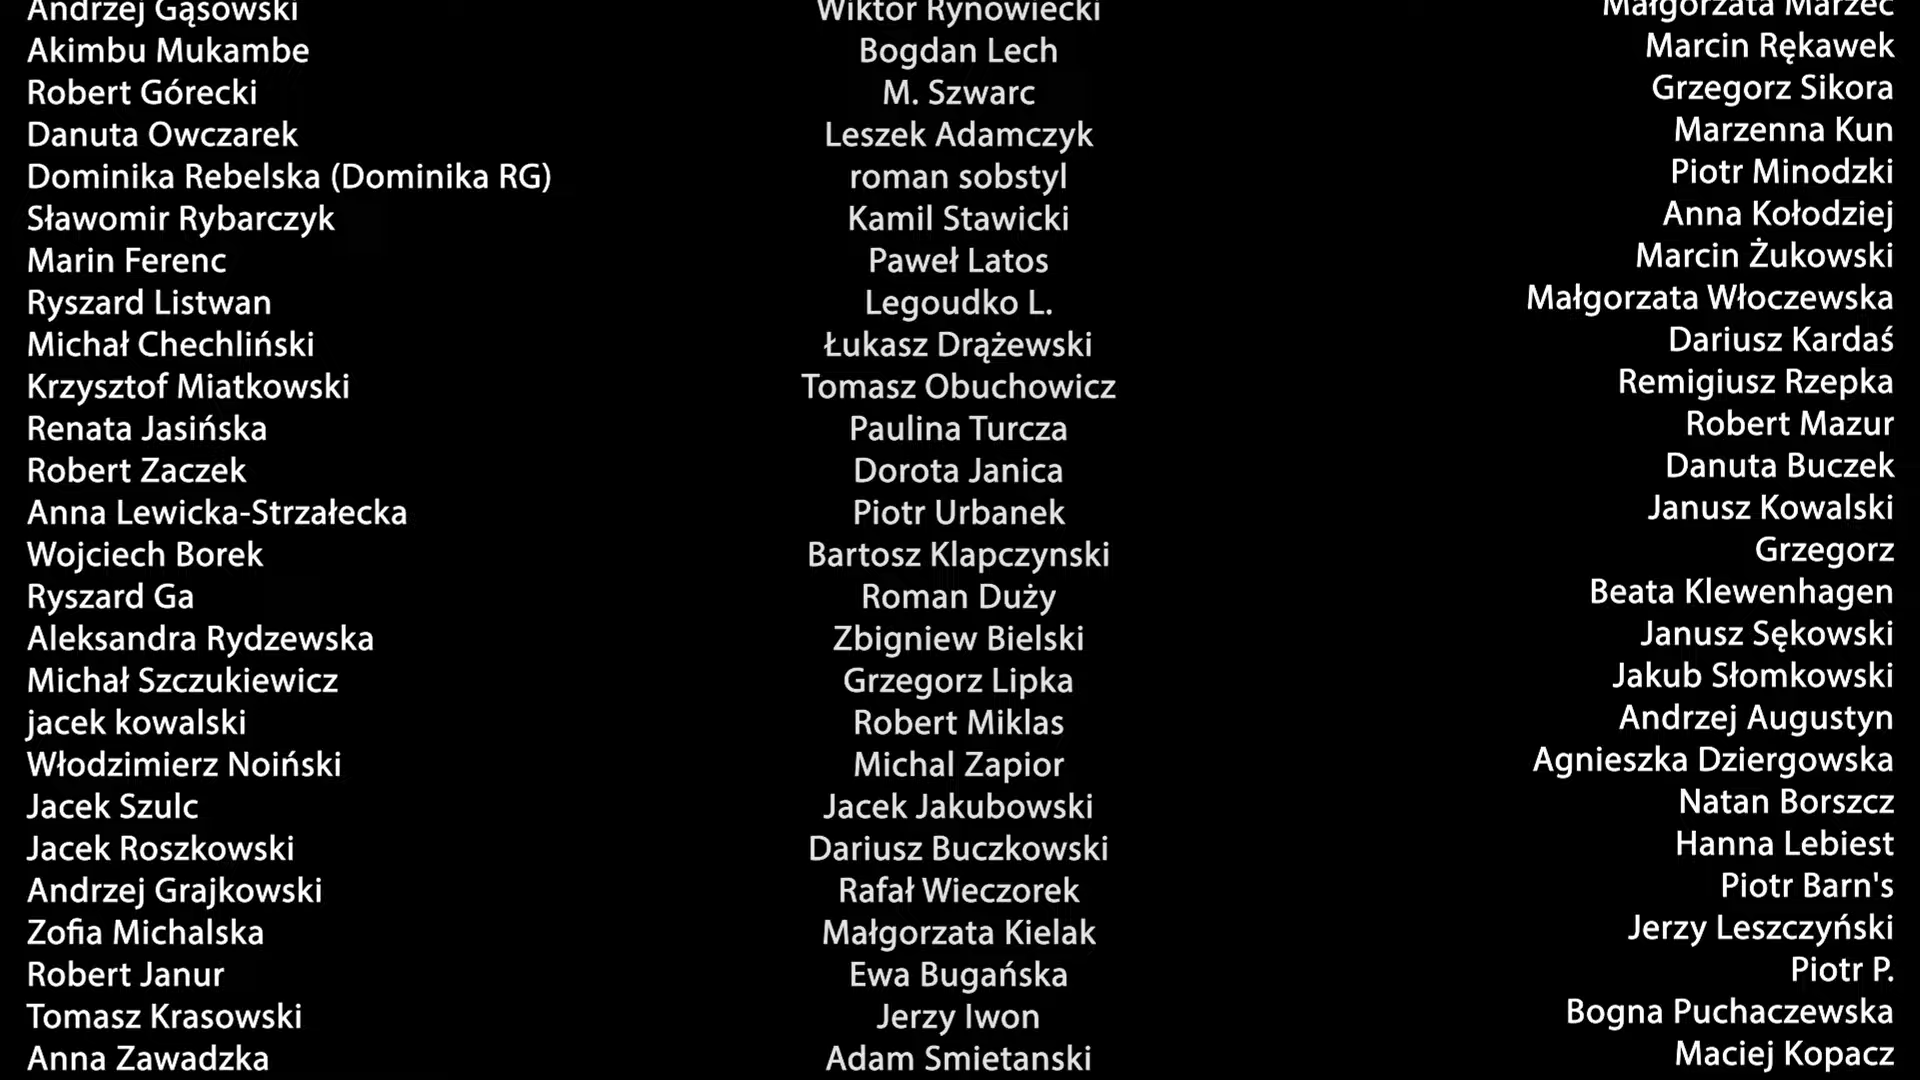 Andrzej Gąsowski
Akimbu Mukambe
Robert Górecki
Danuta Owczarek
Dominika Rebelska (Dominika RG)
Sławomir Rybarczyk
Marin Ferenc
Ryszard Listwan
Michał Chechliński
Krzysztof Miatkowski
Renata Jasińska
Robert Zaczek
Anna Lewicka-Strzałecka
Wojciech Borek
Ryszard Ga
Aleksandra Rydzewska
Michał Szczukiewicz
jacek kowalski
Włodzimierz Noiński
Jacek Szulc
Jacek Roszkowski
Andrzej Grajkowski
Zofia Michalska
Robert Janur
Tomasz Krasowski
Anna Zawadzka
Wiktor Rynowiecki
Bogdan Lech
M. Szwarc
Leszek Adamczyk
roman sobstyl
Kamil Stawicki
Paweł Latos
Legoudko L.
Łukasz Drążewski
Tomasz Obuchowicz
Paulina Turcza
Dorota Janica
Piotr Urbanek
Bartosz Klapczynski
Roman Duży
Zbigniew Bielski
Grzegorz Lipka
Robert Miklas
Michal Zapior
Jacek Jakubowski
Dariusz Buczkowski
Rafał Wieczorek
Małgorzata Kielak
Ewa Bugańska
Jerzy Iwon
Adam Smietanski
Małgorzata Marzec
Marcin Rękawek
Grzegorz Sikora
Marzenna Kun
Piotr Minodzki
Anna Kołodziej
Marcin Żukowski
Małgorzata Włoczewska
Dariusz Kardaś
Remigiusz Rzepka
Robert Mazur
Danuta Buczek
Janusz Kowalski
Grzegorz
Beata Klewenhagen
Janusz Sękowski
Jakub Słomkowski
Andrzej Augustyn
Agnieszka Dziergowska
Natan Borszcz
Hanna Lebiest
Piotr Barn's
Jerzy Leszczyński
Piotr P.
Bogna Puchaczewska
Maciej Kopacz